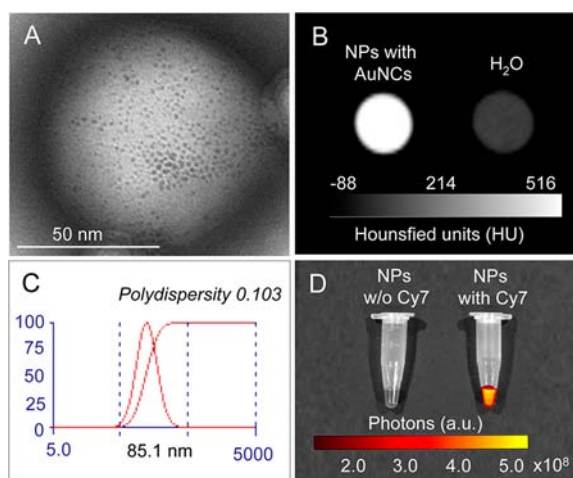 A
50 nm
B
NPs with
AuNCs
H2O
-88 214 516
Hounsfied units (HU)
C
Polydispersity 0.103
100
75
50
25
0
5.0 85.1 nm 5000
D
NPs
w/o Cy7
NPs
with Cy7
Photons (a.u.)
2.0 3.0 4.0 5.0 x10⁸